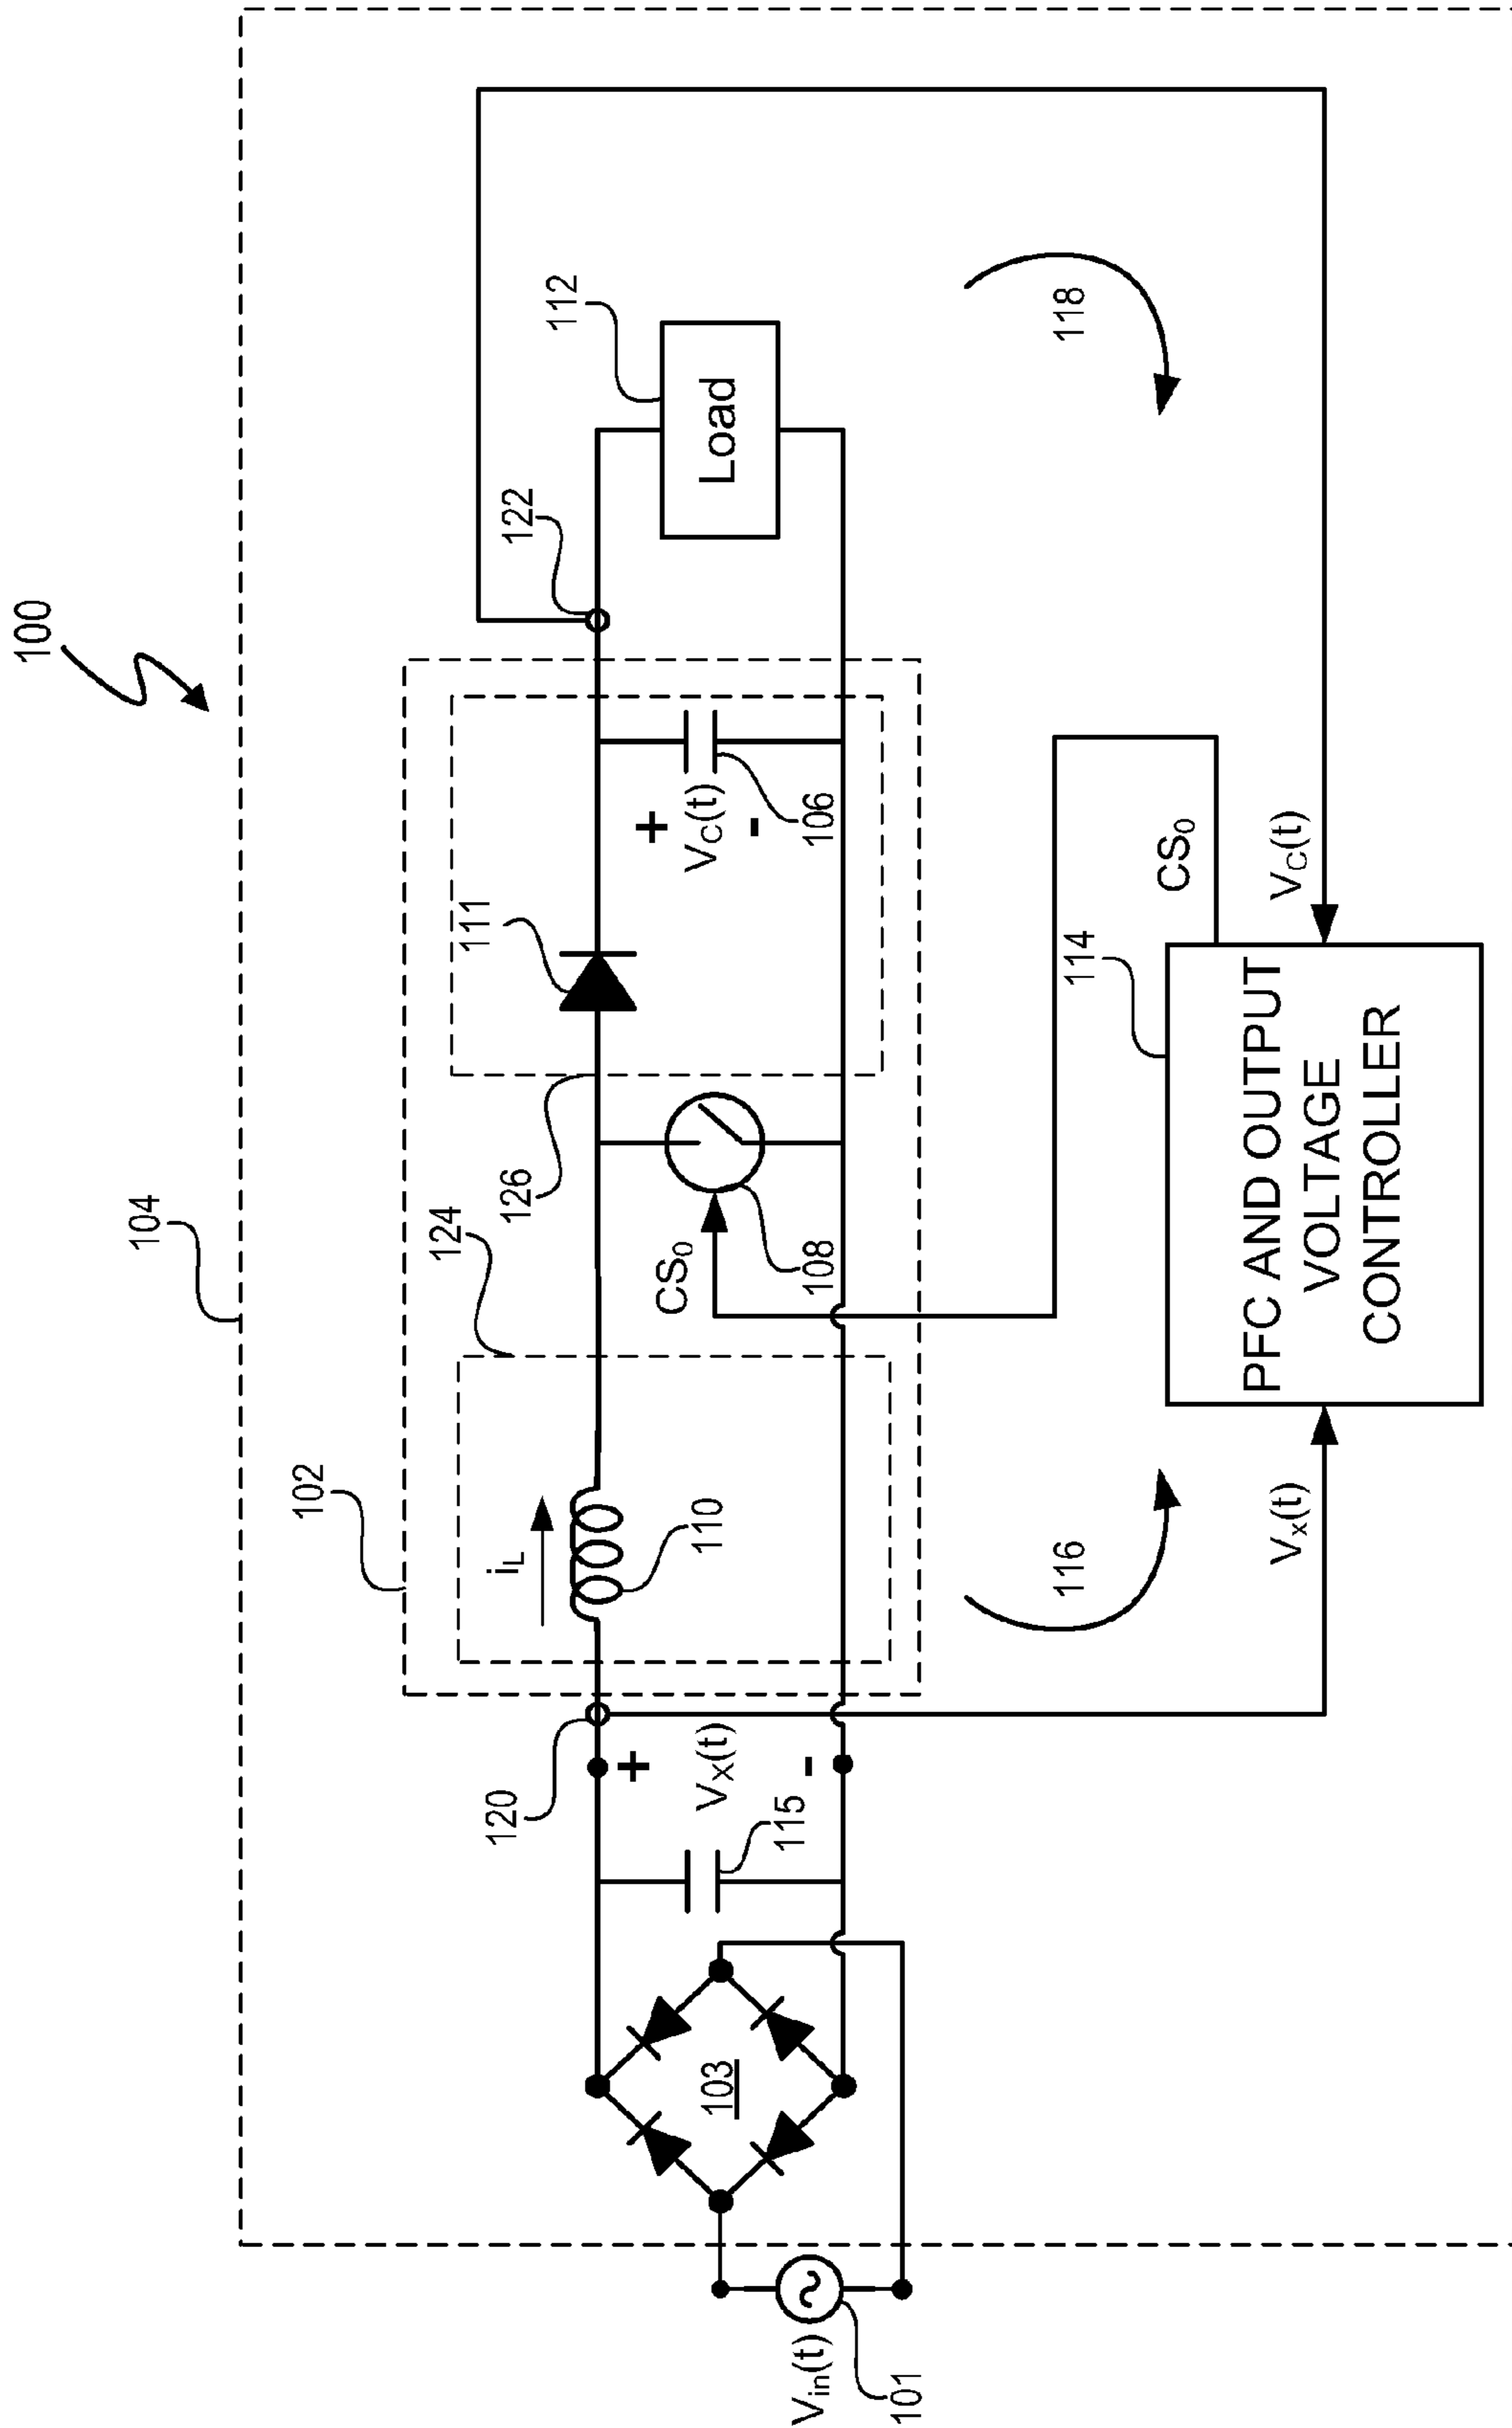 100
104
102
124
126
111
122
112
120
iL
110
CS0
108
+
VC(t)
-
106
Load
+
VX(t)
-
115
103
Vin(t)
101
116
118
114
CS0
VC(t)
Vx(t)
PFC AND OUTPUT
VOLTAGE
CONTROLLER